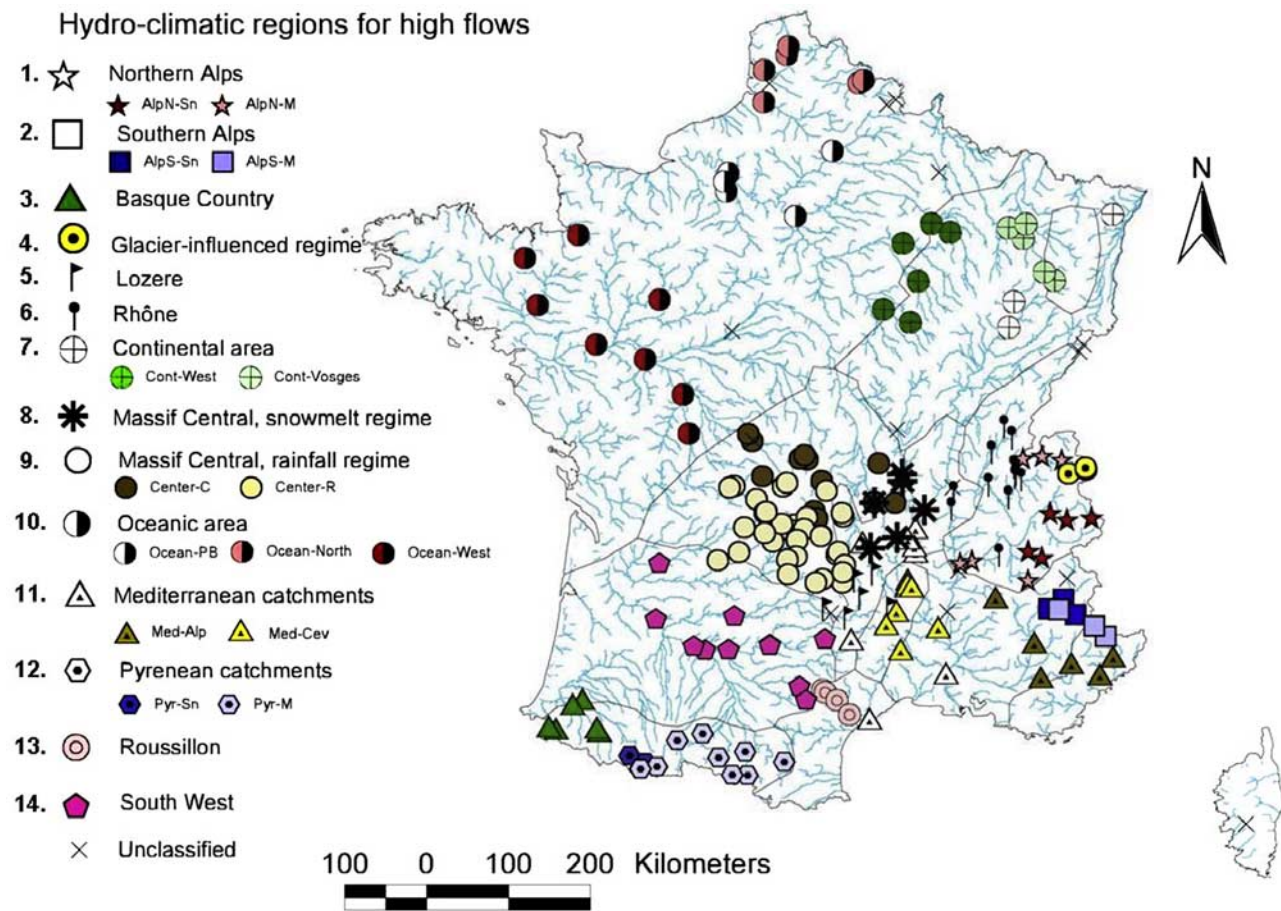 Hydro-climatic regions for high flows
1. Northern Alps
AlpN-Sn AlpN-M
2. Southern Alps
AlpS-Sn AlpS-M
3. Basque Country
4. Glacier-influenced regime
5. Lozere
6. Rhône
7. Continental area
Cont-West Cont-Vosges
8. Massif Central, snowmelt regime
9. Massif Central, rainfall regime
Center-C Center-R
10. Oceanic area
Ocean-PB Ocean-North Ocean-West
11. Mediterranean catchments
Med-Alp Med-Cev
12. Pyrenean catchments
Pyr-Sn Pyr-M
13. Roussillon
14. South West
Unclassified
100 0 100 200 Kilometers
N